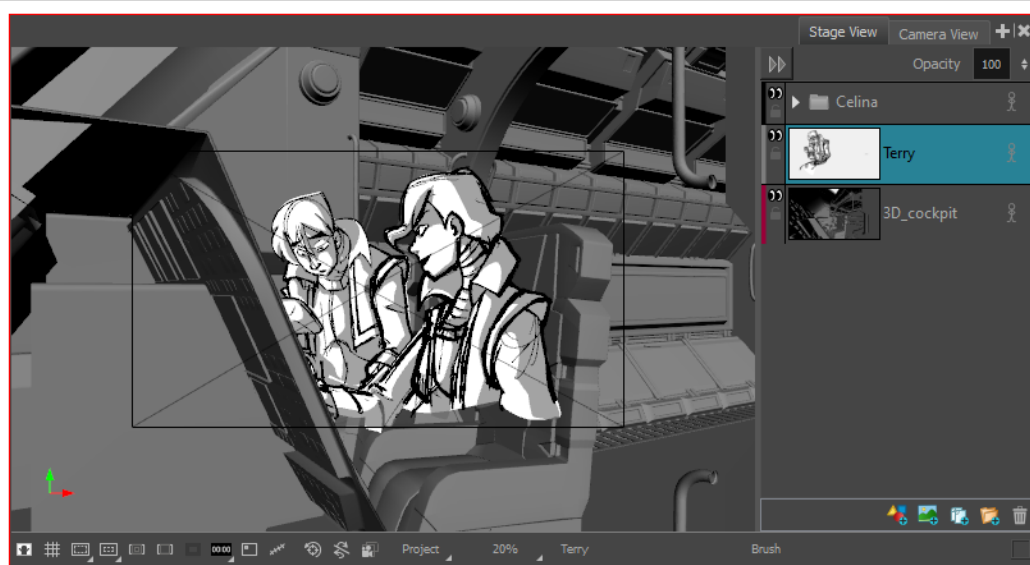 Stage View
Camera View
Opacity 100
Celina
Terry
3D_cockpit
00:00
Project
20%
Terry
Brush